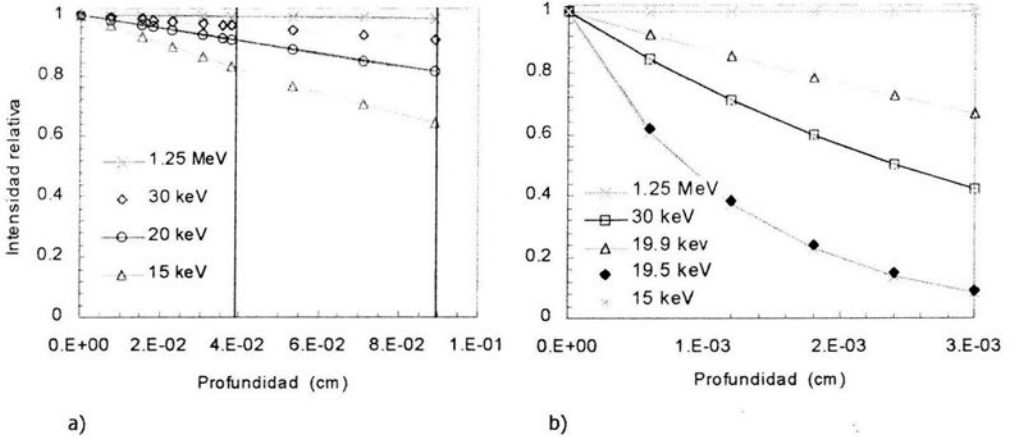 Intensidad relativa
1
0.8
0.6
0.4
0.2
0
1.25 MeV
30 keV
20 keV
15 keV
0.E+00
2.E-02
4.E-02
6.E-02
8.E-02
1.E-01
Profundidad (cm)
a)
1
0.8
0.6
0.4
0.2
0
1.25 MeV
30 keV
19.9 kev
19.5 keV
15 keV
0.E+00
1.E-03
2.E-03
3.E-03
Profundidad (cm)
b)